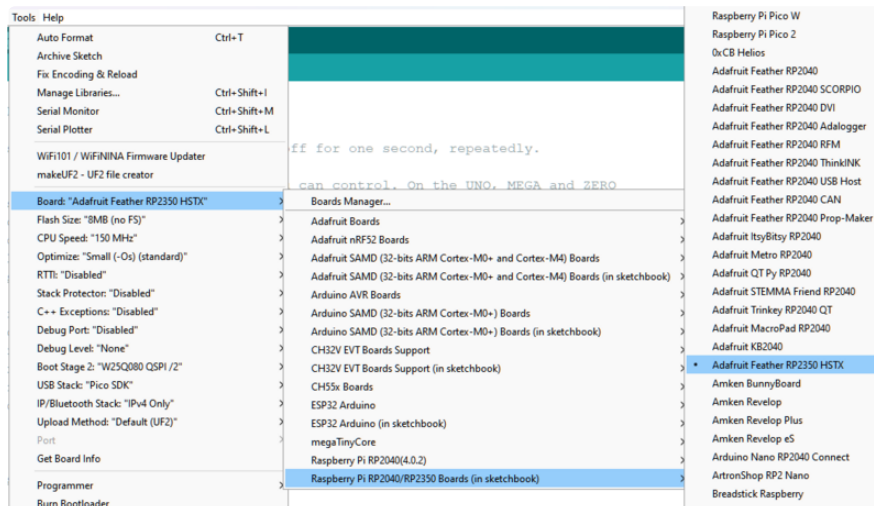 Tools Help
Auto Format Ctrl+T
Archive Sketch
Fix Encoding & Reload
Manage Libraries... Ctrl+Shift+I
Serial Monitor Ctrl+Shift+M
Serial Plotter Ctrl+Shift+L
WiFi101 / WiFiNINA Firmware Updater
makeUF2 - UF2 file creator
Board: "Adafruit Feather RP2350 HSTX"
Flash Size: "8MB (no FS)"
CPU Speed: "150 MHz"
Optimize: "Small (-Os) (standard)"
RTTI: "Disabled"
Stack Protector: "Disabled"
C++ Exceptions: "Disabled"
Debug Port: "Disabled"
Debug Level: "None"
Boot Stage 2: "W25Q080 QSPI /2"
USB Stack: "Pico SDK"
IP/Bluetooth Stack: "IPv4 Only"
Upload Method: "Default (UF2)"
Port
Get Board Info
Programmer
Burn Bootloader
ff for one second, repeatedly.
can control. On the UNO, MEGA and ZERO
Boards Manager...
Adafruit Boards
Adafruit nRF52 Boards
Adafruit SAMD (32-bits ARM Cortex-M0+ and Cortex-M4) Boards
Adafruit SAMD (32-bits ARM Cortex-M0+ and Cortex-M4) Boards (in sketchbook)
Arduino AVR Boards
Arduino SAMD (32-bits ARM Cortex-M0+) Boards
Arduino SAMD (32-bits ARM Cortex-M0+) Boards (in sketchbook)
CH32V EVT Boards Support
CH32V EVT Boards Support (in sketchbook)
CH55x Boards
ESP32 Arduino
ESP32 Arduino (in sketchbook)
megaTinyCore
Raspberry Pi RP2040(4.0.2)
Raspberry Pi RP2040/RP2350 Boards (in sketchbook)
Raspberry Pi Pico W
Raspberry Pi Pico 2
0xCB Helios
Adafruit Feather RP2040
Adafruit Feather RP2040 SCORPIO
Adafruit Feather RP2040 DVI
Adafruit Feather RP2040 Adalogger
Adafruit Feather RP2040 RFM
Adafruit Feather RP2040 ThinkINK
Adafruit Feather RP2040 USB Host
Adafruit Feather RP2040 CAN
Adafruit Feather RP2040 Prop-Maker
Adafruit ItsyBitsy RP2040
Adafruit Metro RP2040
Adafruit QT Py RP2040
Adafruit STEMMA Friend RP2040
Adafruit Trinkey RP2040 QT
Adafruit MacroPad RP2040
Adafruit KB2040
Adafruit Feather RP2350 HSTX
Amken BunnyBoard
Amken Revelop
Amken Revelop Plus
Amken Revelop eS
Arduino Nano RP2040 Connect
ArtronShop RP2 Nano
Breadstick Raspberry